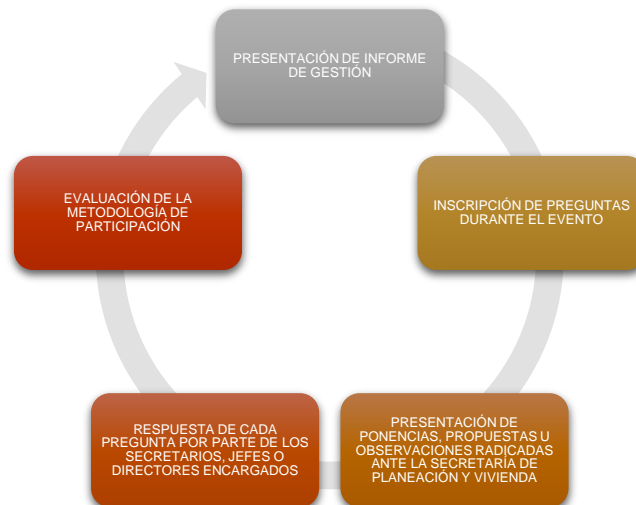 PRESENTACIÓN DE INFORME
DE GESTIÓN
INSCRIPCIÓN DE PREGUNTAS
DURANTE EL EVENTO
PRESENTACIÓN DE
PONENCIAS, PROPUESTAS U
OBSERVACIONES RADICADAS
ANTE LA SECRETARÍA DE
PLANEACIÓN Y VIVIENDA
RESPUESTA DE CADA
PREGUNTA POR PARTE DE LOS
SECRETARIOS, JEFES O
DIRECTORES ENCARGADOS
EVALUACIÓN DE LA
METODOLOGÍA DE
PARTICIPACIÓN